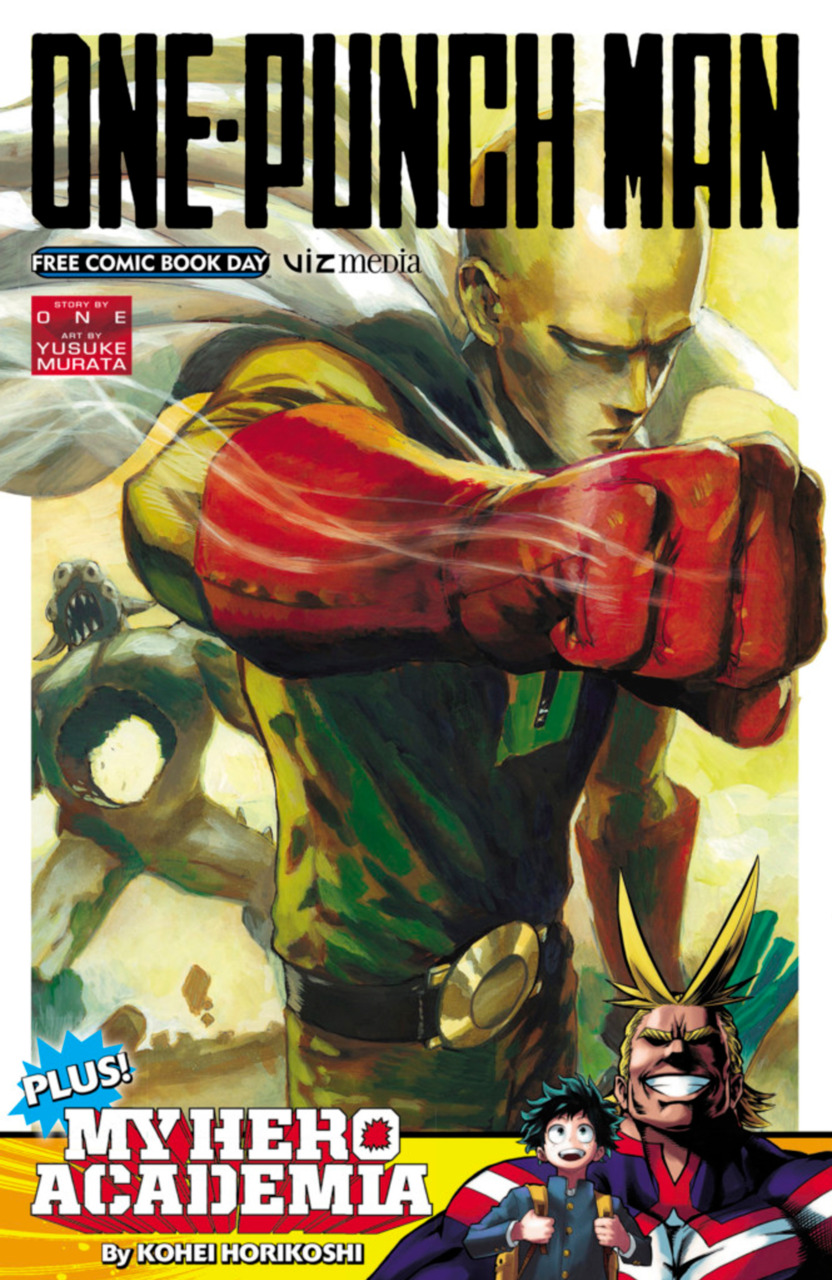 ONE-PUNCH MAN
FREE COMIC BOOK DAY viz media
STORY BY
ONE
ART BY
YUSUKE
MURATA
PLUS!
MY HERO
ACADEMIA
By KOHEI HORIKOSHI